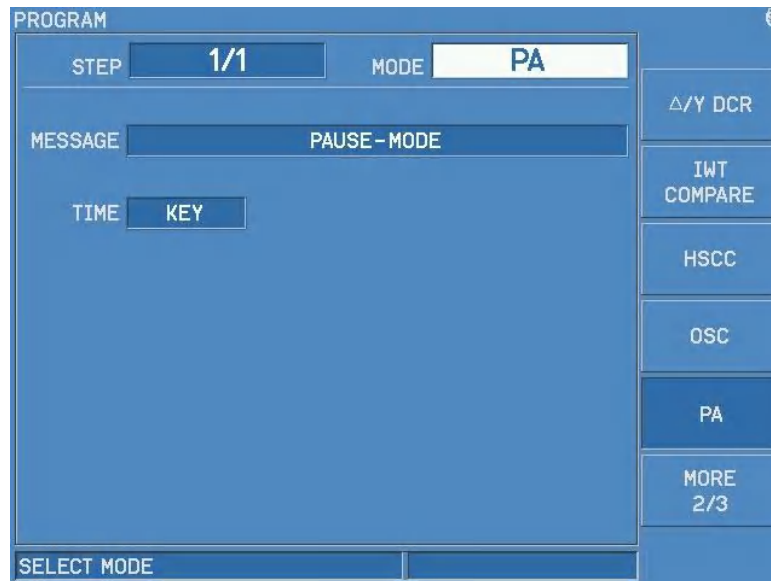 PROGRAM
STEP 1/1 MODE PA
MESSAGE PAUSE-MODE
TIME KEY
△/Y DCR
IWT
COMPARE
HSCC
OSC
PA
MORE
2/3
SELECT MODE